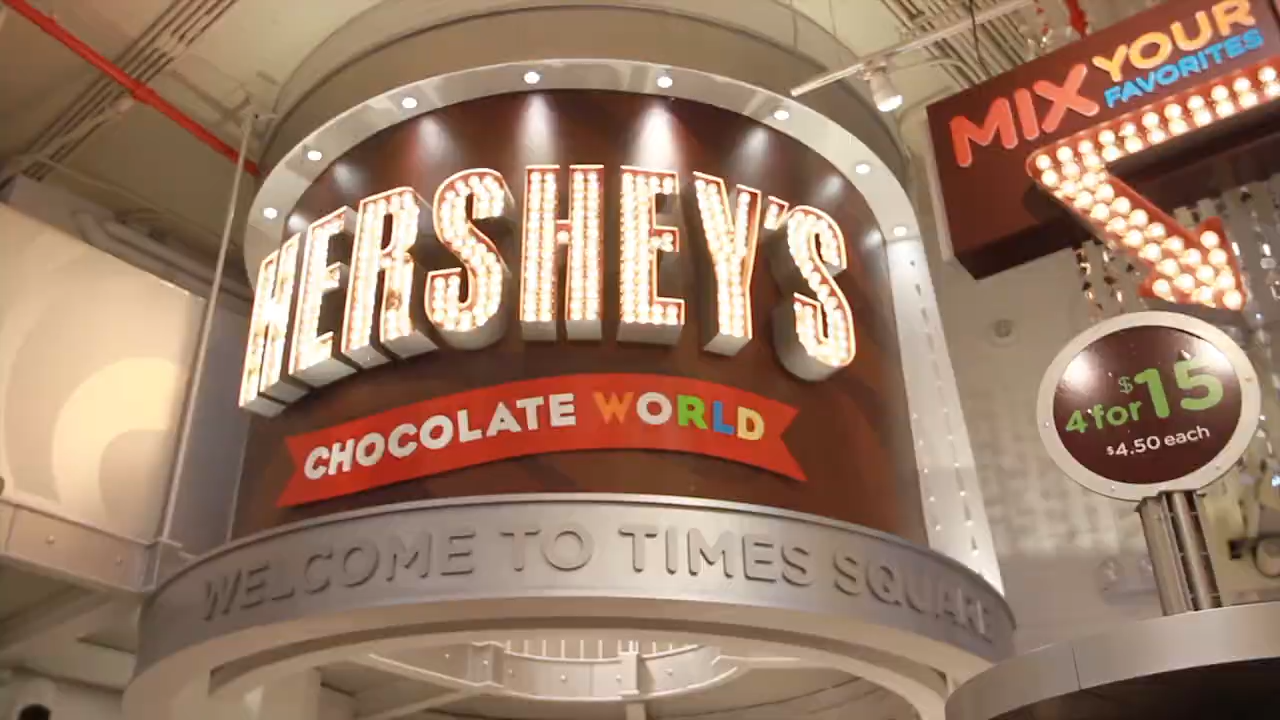 HERSHEY'S
CHOCOLATE WORLD
WELCOME TO TIMES SQUARE
MIX YOUR
FAVORITES
4 for $15
$4.50 each